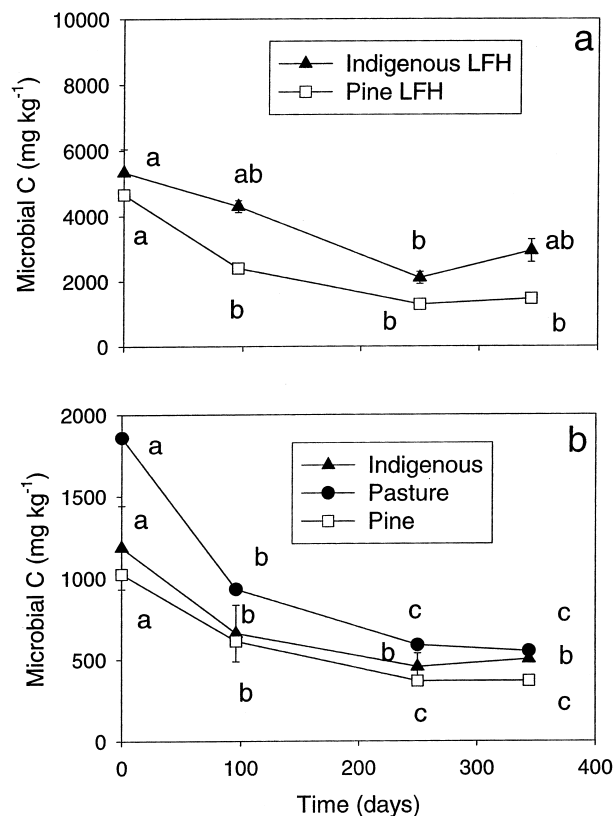 10000
a
Indigenous LFH
Pine LFH
8000
6000
a
ab
4000
a
b
ab
2000
b
b
b
0
Microbial C (mg kg-1)
2000
b
Indigenous
Pasture
Pine
a
1500
a
1000
b
a
b
c
c
500
b
b
b
c
c
0
Microbial C (mg kg-1)
0 100 200 300 400
Time (days)